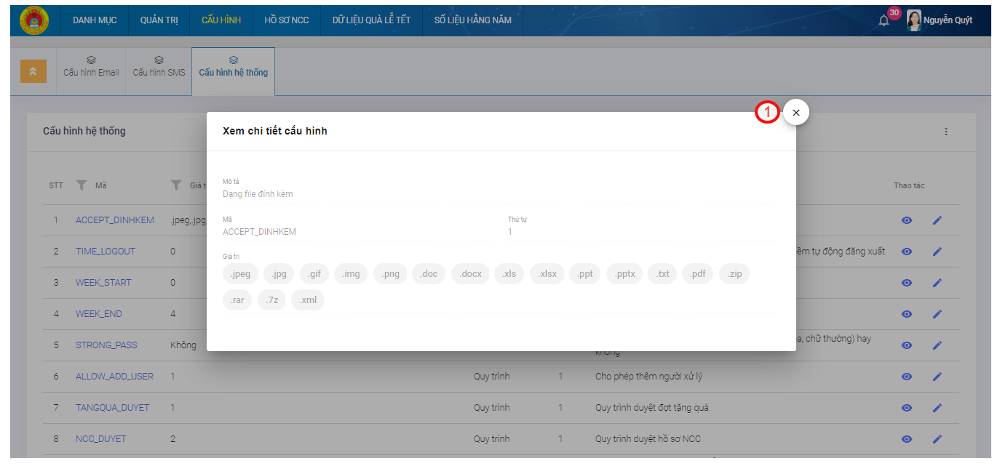 DANH MỤC QUẢN TRỊ CẤU HÌNH HỒ SƠ NCC DỮ LIỆU QUÀ LỄ TẾT SỐ LIỆU HẰNG NĂM 30 Nguyễn Quýt
Cấu hình Email Cấu hình SMS Cấu hình hệ thống
1
Cấu hình hệ thống
Xem chi tiết cấu hình
STT Mã Giá t Thao tác
Mô tả
Dạng file đính kèm
Mã Thứ tự
ACCEPT_DINHKEM 1
Giá trị
.jpeg .jpg .gif .img .png .doc .docx .xls .xlsx .ppt .pptx .txt .pdf .zip
.rar .7z .xml
1 ACCEPT_DINHKEM .jpeg,.jpg,
2 TIME_LOGOUT 0 ềm tự động đăng xuất
3 WEEK_START 0
4 WEEK_END 4
5 STRONG_PASS Không a, chữ thường) hay
không
6 ALLOW_ADD_USER 1 Quy trình 1 Cho phép thêm người xử lý
7 TANGQUA_DUYET 1 Quy trình 1 Quy trình duyệt đợt tặng quà
8 NCC_DUYET 2 Quy trình 1 Quy trình duyệt hồ sơ NCC